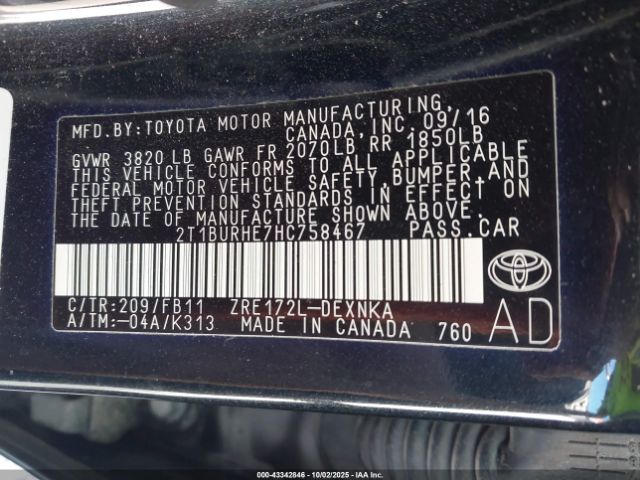 MFD. BY: TOYOTA MOTOR MANUFACTURING,
CANADA, INC. 09/16
GVWR 3820 LB GAWR FR 2070LB RR 1850LB
THIS VEHICLE CONFORMS TO ALL APPLICABLE
FEDERAL MOTOR VEHICLE SAFETY, BUMPER, AND
THEFT PREVENTION STANDARDS IN EFFECT ON
THE DATE OF MANUFACTURE SHOWN ABOVE.
2T1BURHE7HC758467 PASS. CAR
C/TR: 209/FB11 ZRE172L-DEXNKA
A/TM: -04A/K313 MADE IN CANADA 760
AD
000-43342846 * 10/02/2025 * IAA Inc.